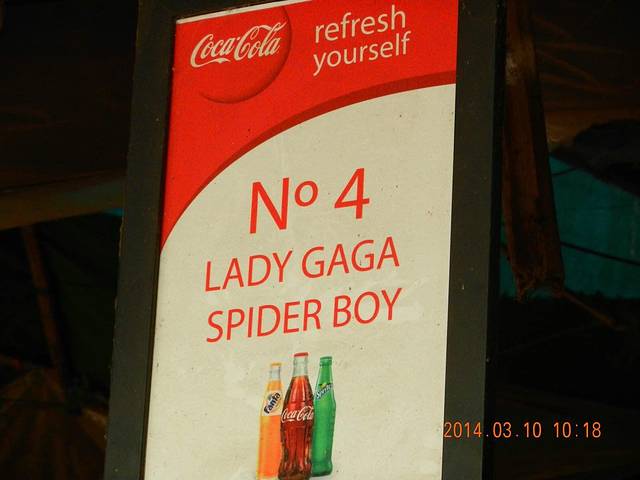 Coca-Cola
refresh
yourself
No 4
LADY GAGA
SPIDER BOY
Fanta
Coca-Cola
Sprite
2014.03.10 10:18